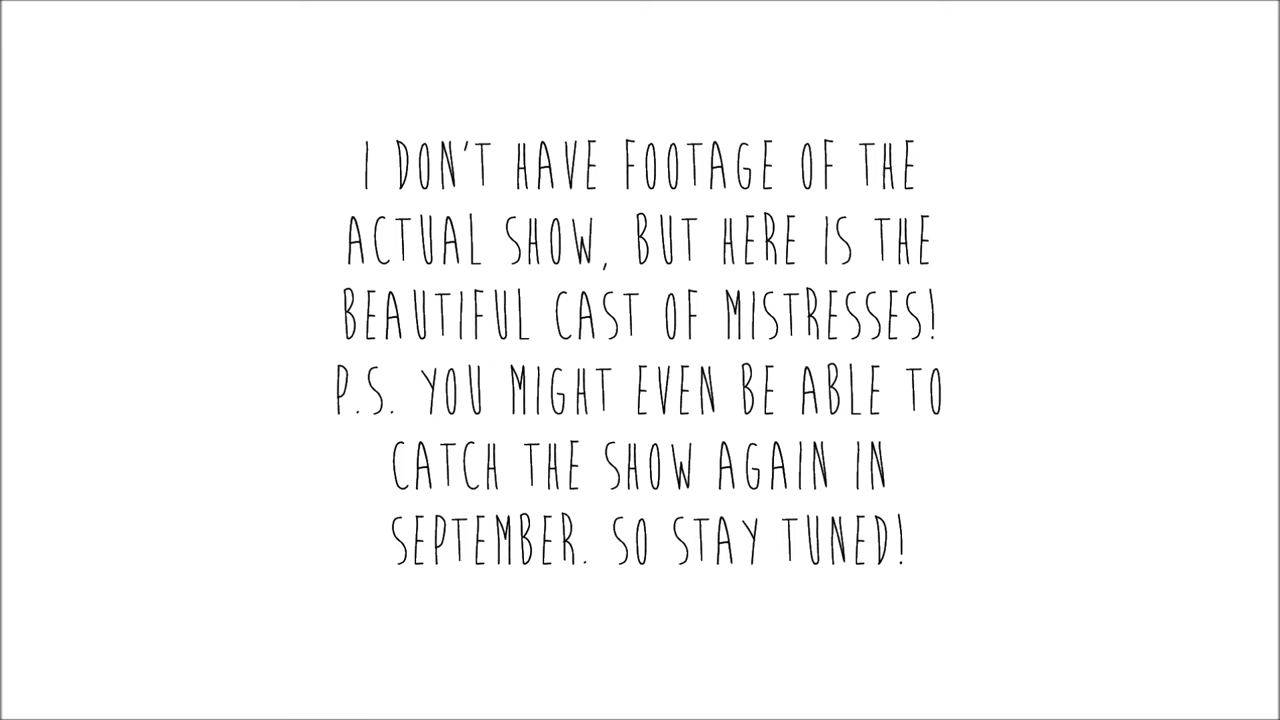 I DON'T HAVE FOOTAGE OF THE
ACTUAL SHOW, BUT HERE IS THE
BEAUTIFUL CAST OF MISTRESSES!
P.S. YOU MIGHT EVEN BE ABLE TO
CATCH THE SHOW AGAIN IN
SEPTEMBER. SO STAY TUNED!